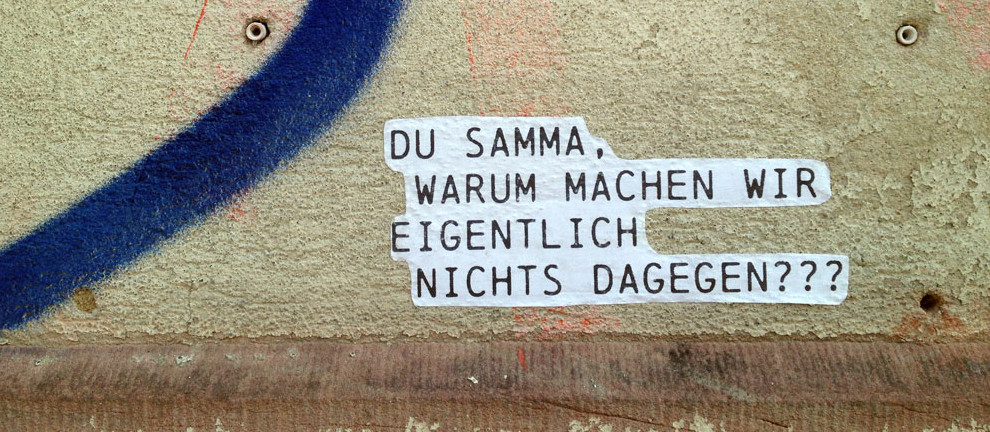 DU SAMMA,
WARUM MACHEN WIR
EIGENTLICH
NICHTS DAGEGEN???